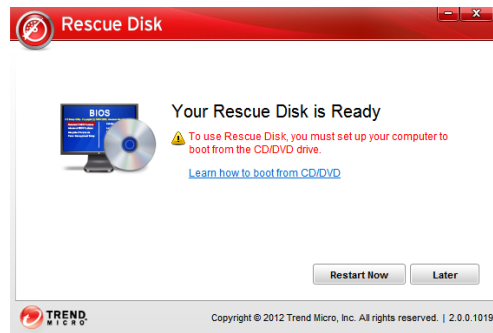 Rescue Disk
BIOS
Your Rescue Disk is Ready
To use Rescue Disk, you must set up your computer to
boot from the CD/DVD drive.
Learn how to boot from CD/DVD
Restart Now
Later
TREND
MICRO
Copyright © 2012 Trend Micro, Inc. All rights reserved. | 2.0.0.1019